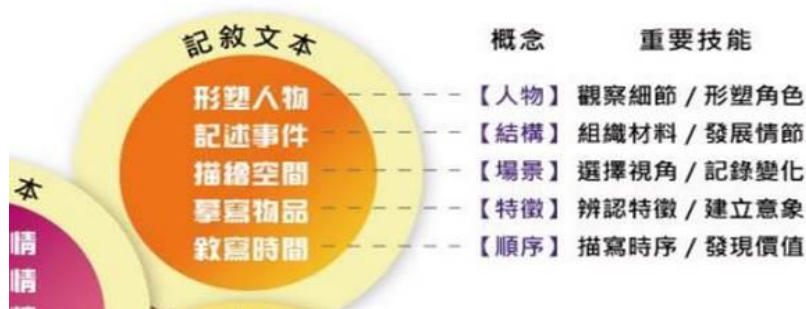 記敘文本
概念 重要技能
形塑人物 【人物】 觀察細節 / 形塑角色
記述事件 【結構】 組織材料 / 發展情節
描繪空間 【場景】 選擇視角 / 記錄變化
摹寫物品 【特徵】 辨認特徵 / 建立意象
敘寫時間 【順序】 描寫時序 / 發現價值
本
情
情